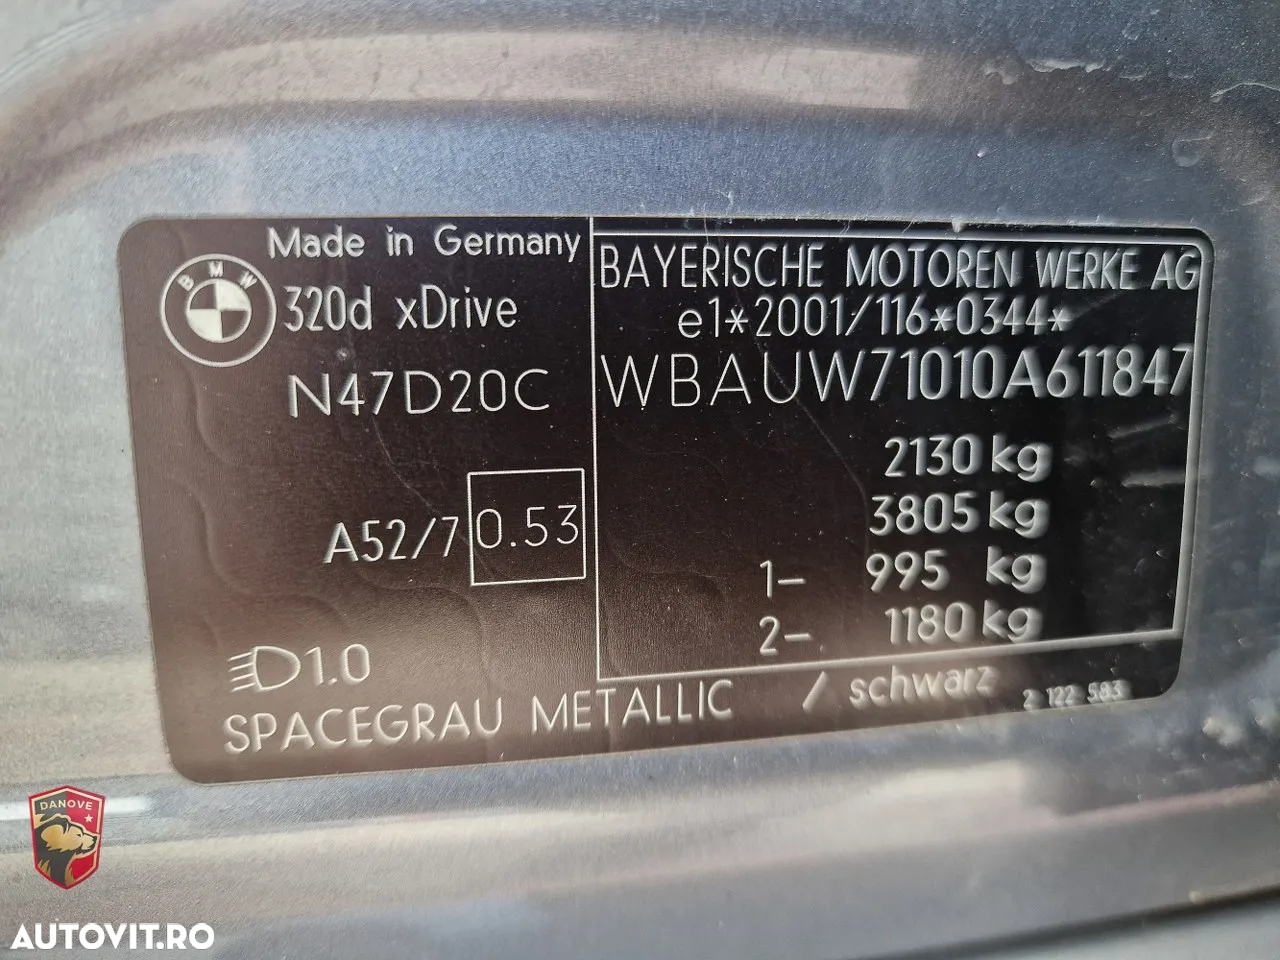 BMW
Made in Germany
320d xDrive
N47D20C
A52/7 0.53
1.0
SPACEGRAU METALLIC / schwarz
BAYERISCHE MOTOREN WERKE AG
e1*2001/116*0344*
WBAUW71010A611847
2130 kg
3805 kg
1- 995 kg
2- 1180 kg
2 122 583
DANOVE
AUTOVIT.RO